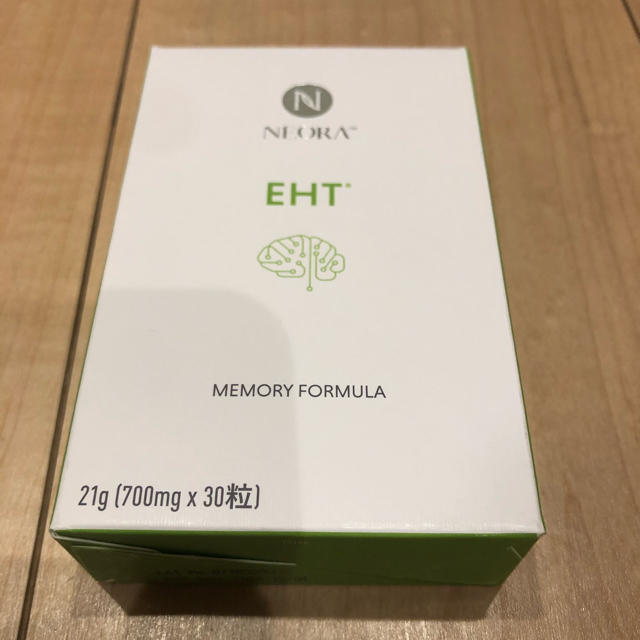 N
NEORA™
EHT®
MEMORY FORMULA
21g (700mg x 30粒)